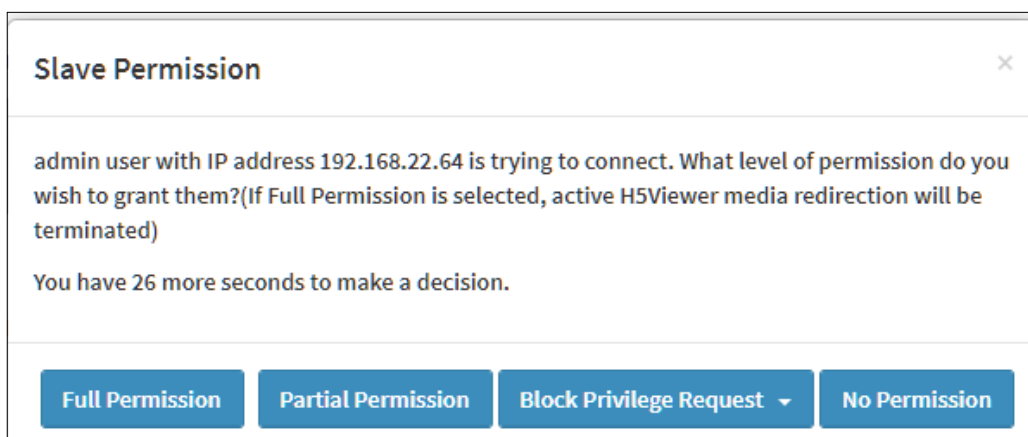 Slave Permission
×
admin user with IP address 192.168.22.64 is trying to connect. What level of permission do you
wish to grant them?(If Full Permission is selected, active H5Viewer media redirection will be
terminated)
You have 26 more seconds to make a decision.
Full Permission
Partial Permission
Block Privilege Request
No Permission